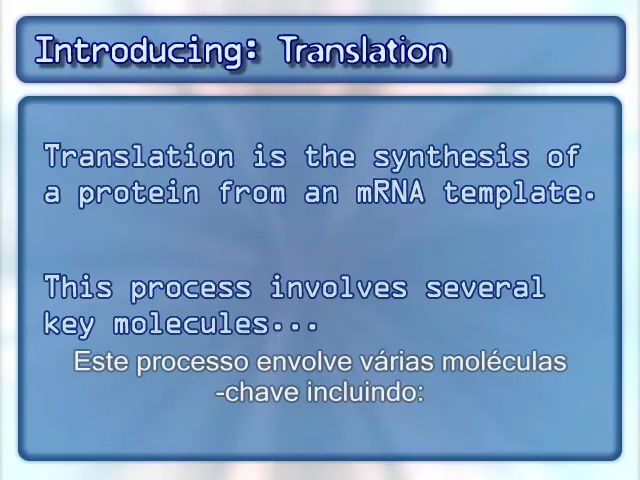 Introducing: Translation
Translation is the synthesis of
a protein from an mRNA template.
This process involves several
key molecules...
Este processo envolve várias moléculas
-chave incluindo: